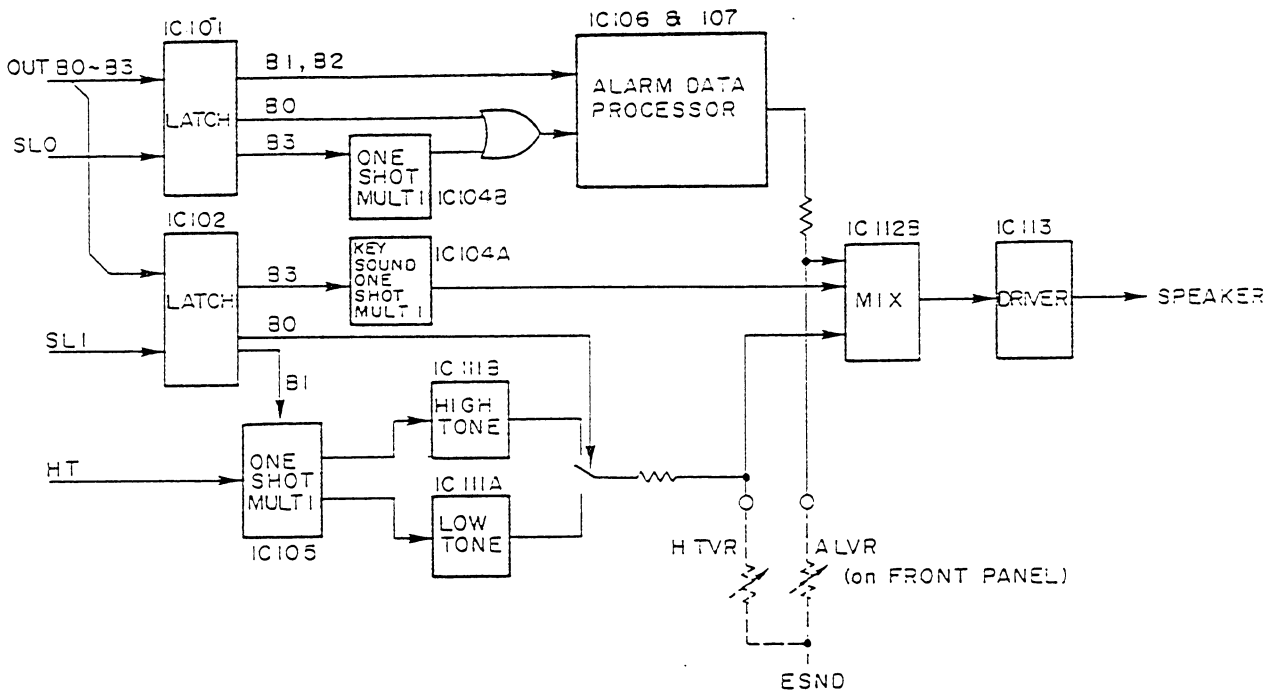 IC101
OUT B0~B3
LATCH
SL0
B1, B2
B0
B3
ONE
SHOT
MULTI
IC104B
IC106 & 107
ALARM DATA
PROCESSOR
IC102
LATCH
SL1
B3
B0
B1
KEY
SOUND
ONE
SHOT
MULTI
IC104A
IC112B
MIX
IC113
DRIVER
SPEAKER
HT
ONE
SHOT
MULTI
IC105
IC111B
HIGH
TONE
IC111A
LOW
TONE
HTVR
ALVR
(on FRONT PANEL)
ESND